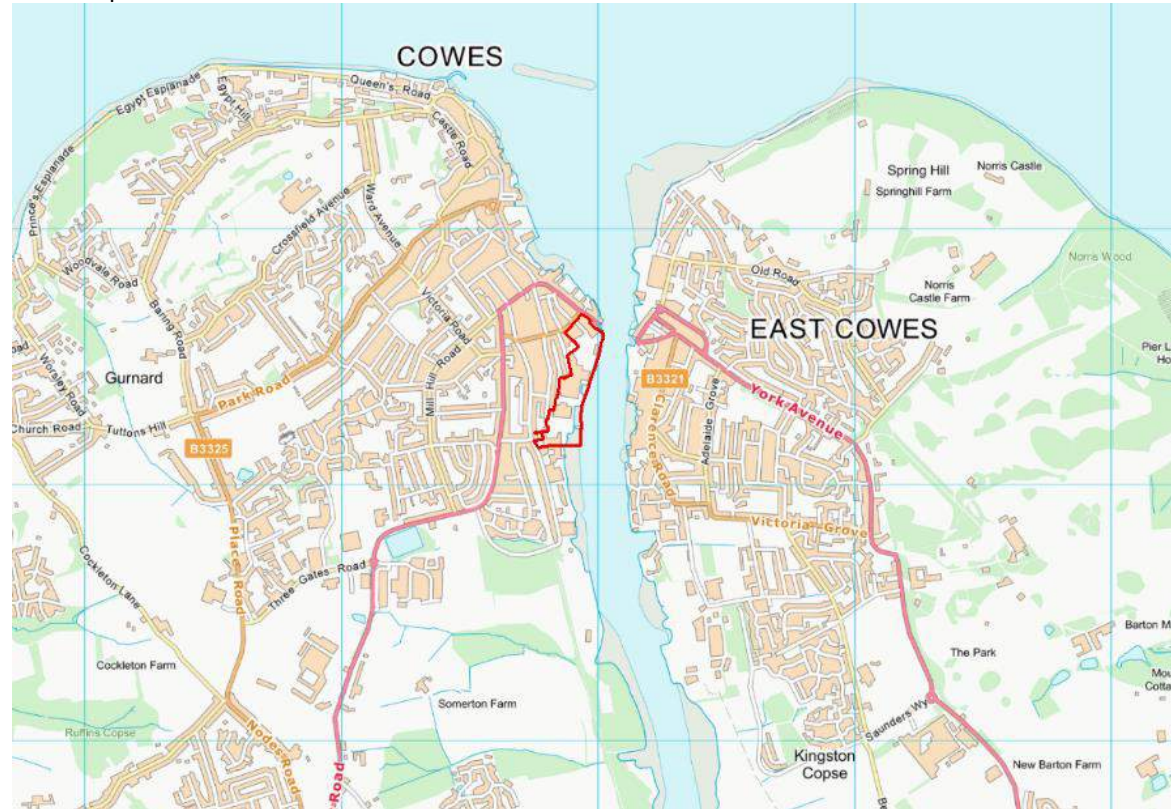 COWES
Egypt Esplanade
Egypt Hill
Queen's Road
Castle Road
Prince's Esplanade
Crossfield Avenue
Ward Avenue
Spring Hill
Springhill Farm
Norris Castle
Norris Wood
Woodvale Road
Baring Road
Victoria Road
Old Road
Norris
Castle Farm
EAST COWES
Worsley Road
Gurnard
Park Road
Mill Hill Road
B3321
York Avenue
Adelaide Grove
Clarence Road
Church Road
Tuttons Hill
B3325
Victoria Grove
Place Road
Three Gates Road
Cockleton Lane
Cockleton Farm
Somerton Farm
The Park
Saunders Wy
Ruffins Copse
Nodes Road
Road
Kingston
Copse
New Barton Farm